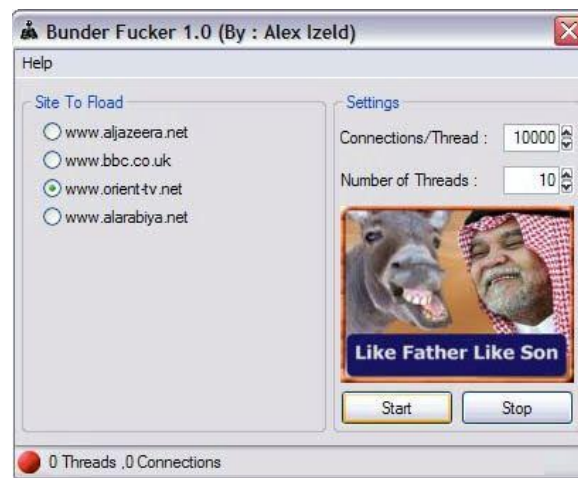 Bunder Fucker 1.0 (By : Alex Izeld)
Help
Site To Fload
www.aljazeera.net
www.bbc.co.uk
www.orient-tv.net
www.alarabiya.net
Settings
Connections/Thread : 10000
Number of Threads : 10
Like Father Like Son
Start Stop
0 Threads ,0 Connections